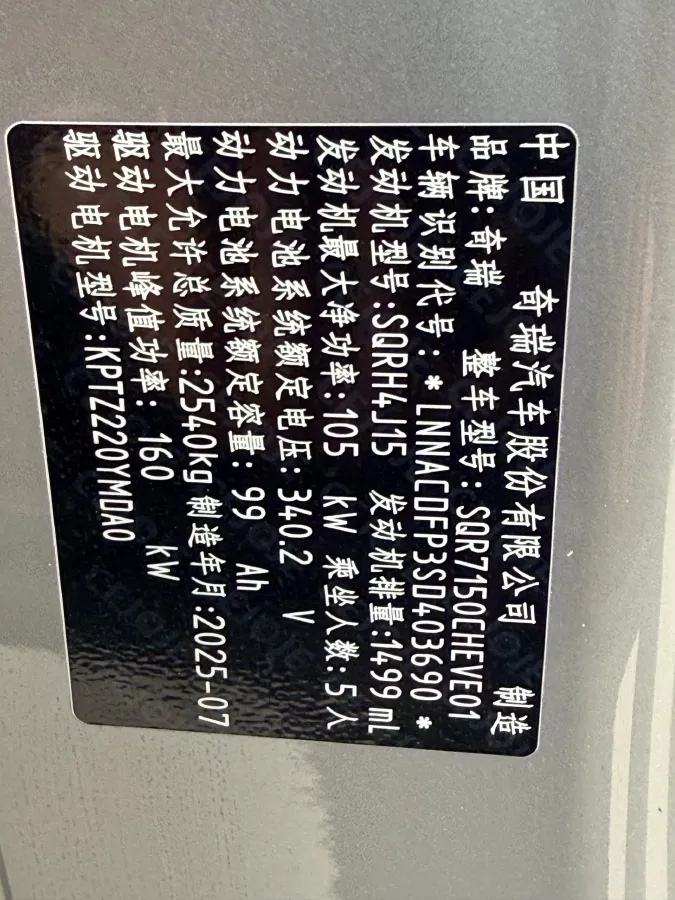 中国 奇瑞汽车股份有限公司 制造
品牌:奇瑞 整车型号:SQR7150CHEVE01
车辆识别代号:*LNNACDFP3SD403690*
发动机型号:SQRH4J15 发动机排量:1499 mL
发动机最大净功率:105 kW 乘坐人数:5人
动力电池系统额定电压:340.2 V
动力电池系统额定容量:99 Ah
最大允许总质量:2540kg 制造年月:2025-07
驱动电机峰值功率:160 kW
驱动电机型号:KPTZ220YMDA0